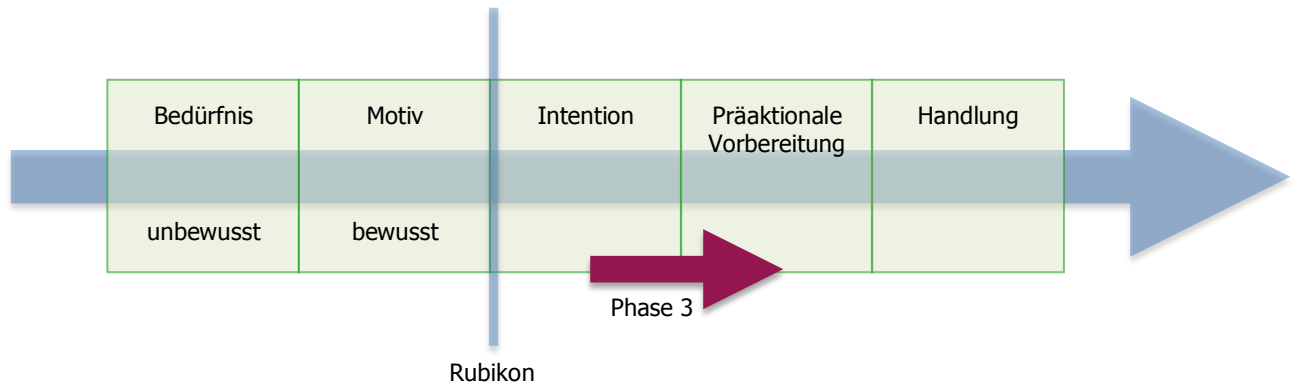 Bedürfnis
Motiv
Intention
Präaktionale
Vorbereitung
Handlung
unbewusst
bewusst
Phase 3
Rubikon